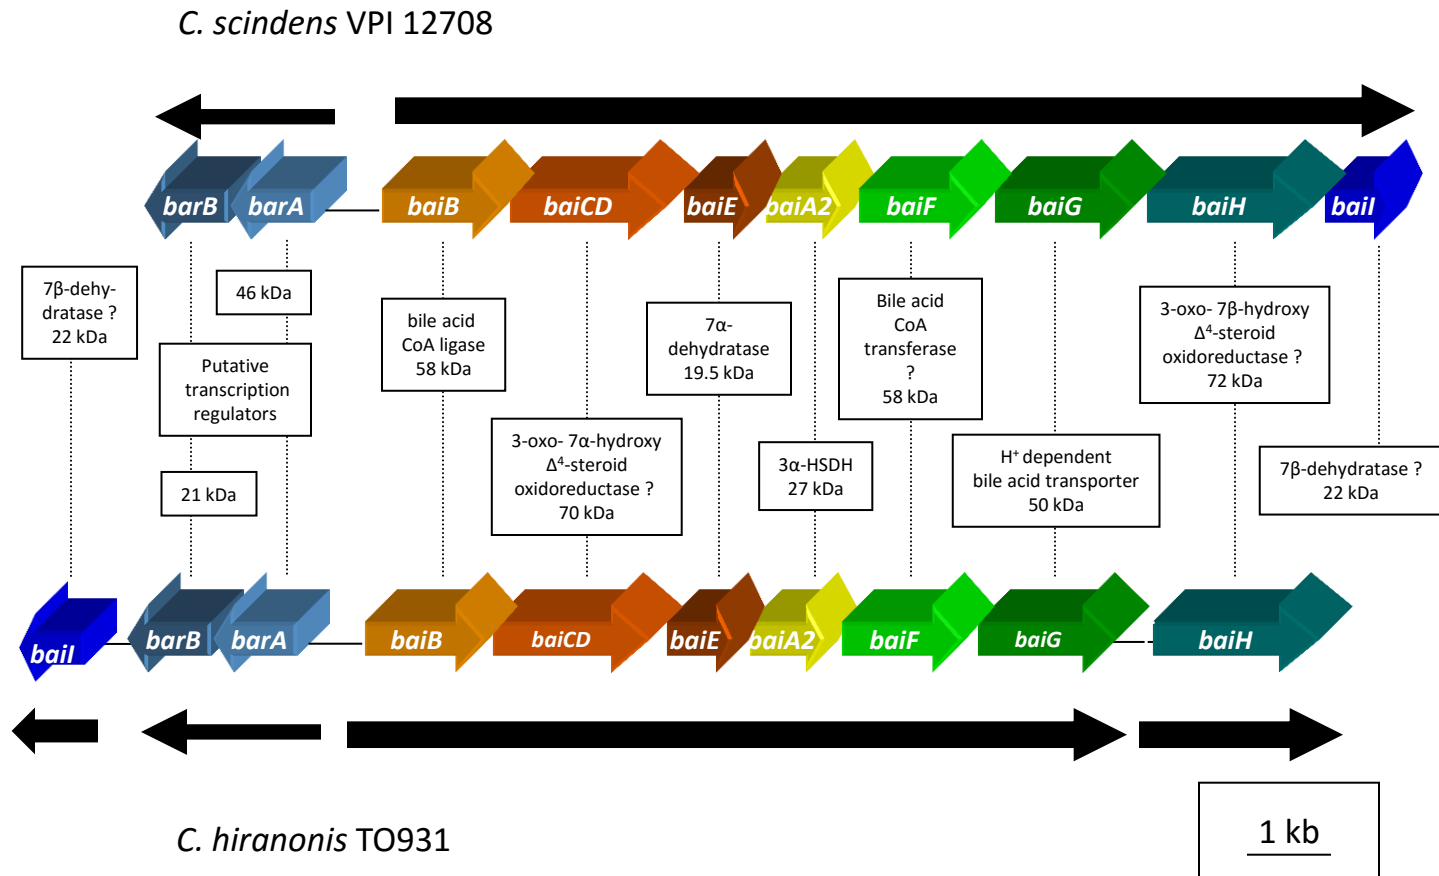 C. scindens VPI 12708
barB
barA
baiB
baiCD
baiE
baiA2
baiF
baiG
baiH
baiI
7β-dehy-
dratase ?
22 kDa
46 kDa
Putative
transcription
regulators
21 kDa
bile acid
CoA ligase
58 kDa
3-oxo- 7α-hydroxy
Δ⁴-steroid
oxidoreductase ?
70 kDa
7α-
dehydratase
19.5 kDa
3α-HSDH
27 kDa
Bile acid
CoA
transferase
?
58 kDa
H⁺ dependent
bile acid transporter
50 kDa
3-oxo- 7β-hydroxy
Δ⁴-steroid
oxidoreductase ?
72 kDa
7β-dehydratase ?
22 kDa
baiI
barB
barA
baiB
baiCD
baiE
baiA2
baiF
baiG
baiH
C. hiranonis TO931
1 kb